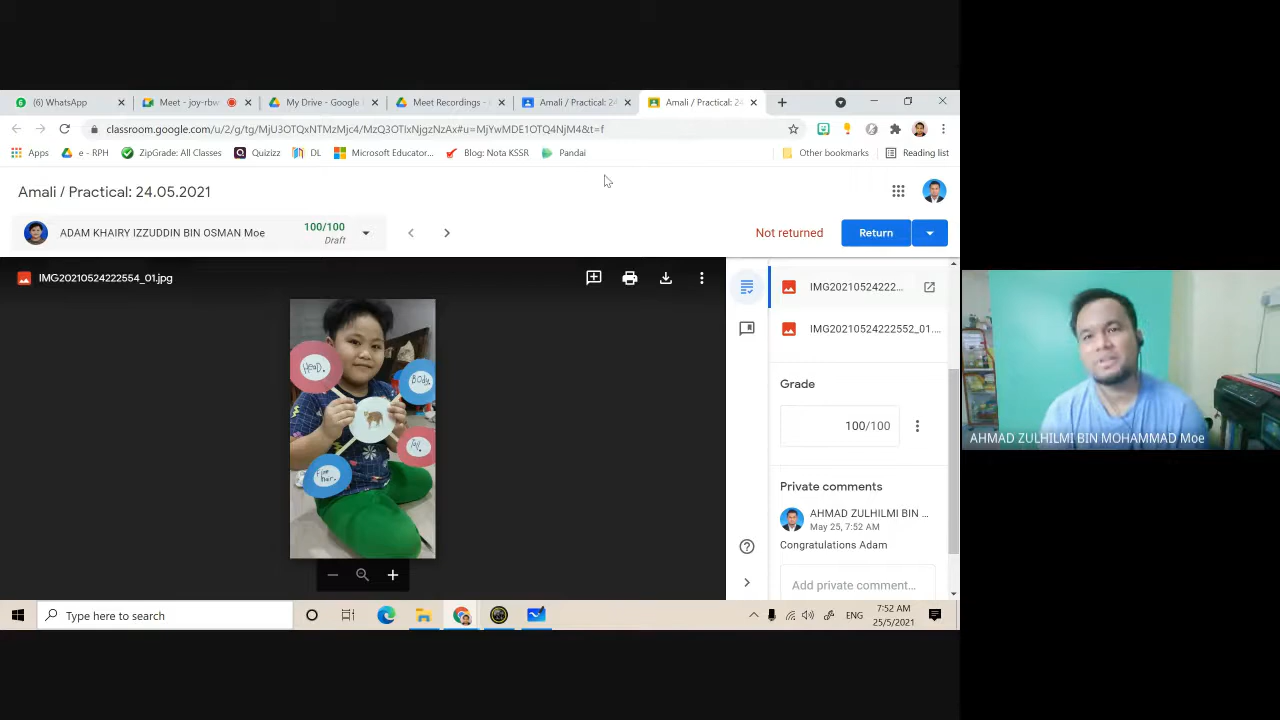 (6) WhatsApp
Meet - joy-rbw
My Drive - Google
Meet Recordings -
Amali / Practical: 24
Amali / Practical: 24
classroom.google.com/u/2/g/tg/MjU3OTQxNTMzMjc4/MzQ3OTIxNjgzNzAx#u=MjYwMDE1OTQ4NjM4&t=f
Apps
e - RPH
ZipGrade: All Classes
Quizizz
DL
Microsoft Educator...
Blog: Nota KSSR
Pandai
Other bookmarks
Reading list
Amali / Practical: 24.05.2021
ADAM KHAIRY IZZUDDIN BIN OSMAN Moe
100/100
Draft
Not returned
Return
IMG20210524222554_01.jpg
HeaD.
BODy
Fine
hair.
IMG20210524222...
IMG20210524222552_01....
Grade
100/100
Private comments
AHMAD ZULHILMI BIN ...
May 25, 7:52 AM
Congratulations Adam
Add private comment...
AHMAD ZULHILMI BIN MOHAMMAD Moe
Type here to search
ENG
7:52 AM
25/5/2021